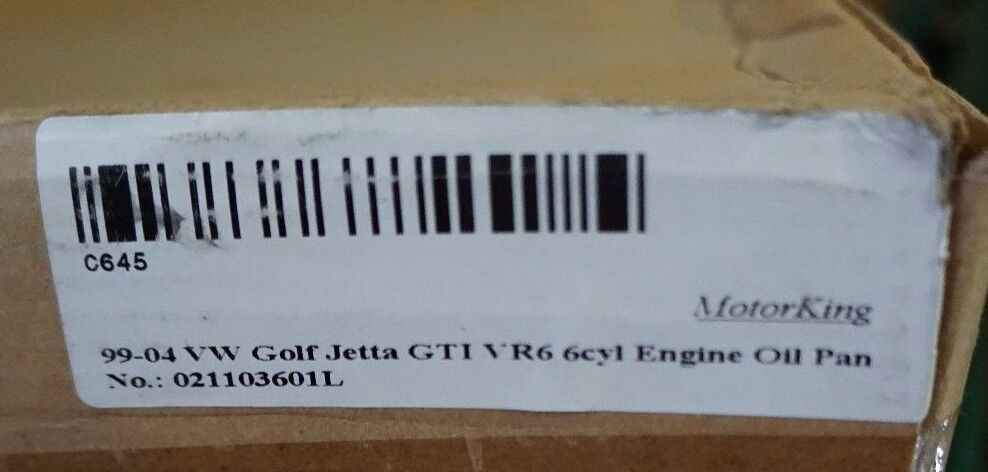 C645
MotorKing
99-04 VW Golf Jetta GTI VR6 6cyl Engine Oil Pan
No.: 021103601L